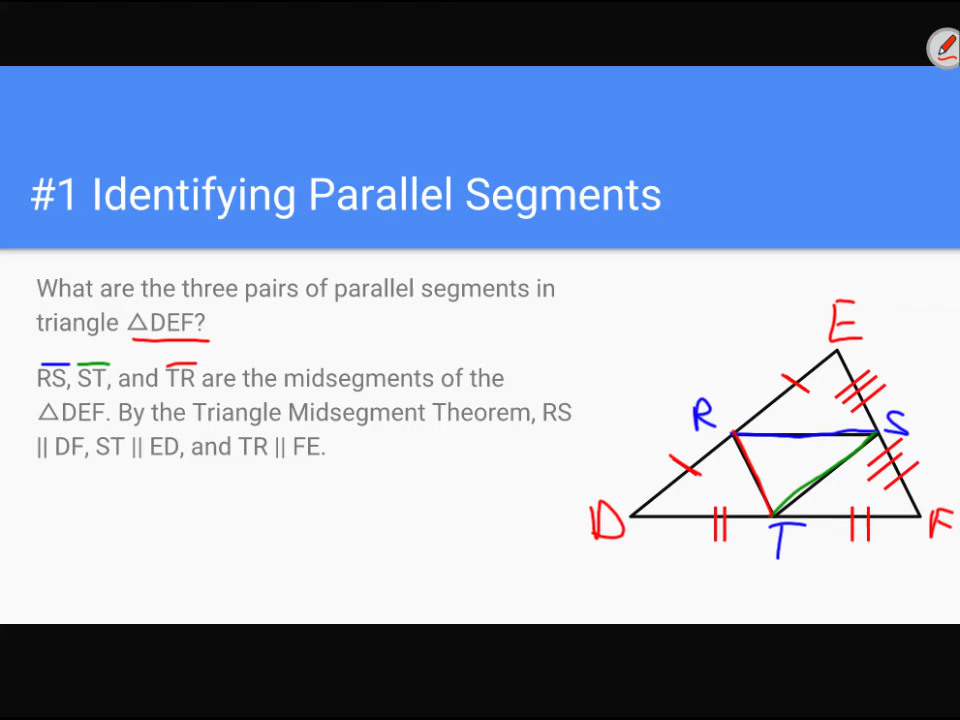 #1 Identifying Parallel Segments
What are the three pairs of parallel segments in
triangle △DEF?
RS, ST, and TR are the midsegments of the
△DEF. By the Triangle Midsegment Theorem, RS
|| DF, ST || ED, and TR || FE.
E
R
S
D
T
F